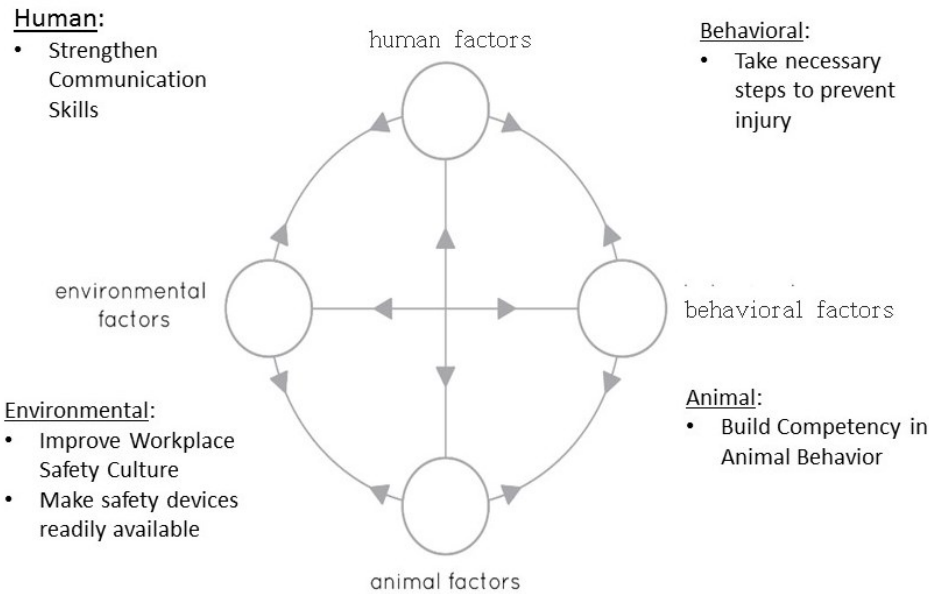 Human:
• Strengthen
Communication
Skills
human factors
Behavioral:
• Take necessary
steps to prevent
injury
environmental
factors
behavioral factors
Environmental:
• Improve Workplace
Safety Culture
• Make safety devices
readily available
Animal:
• Build Competency in
Animal Behavior
animal factors